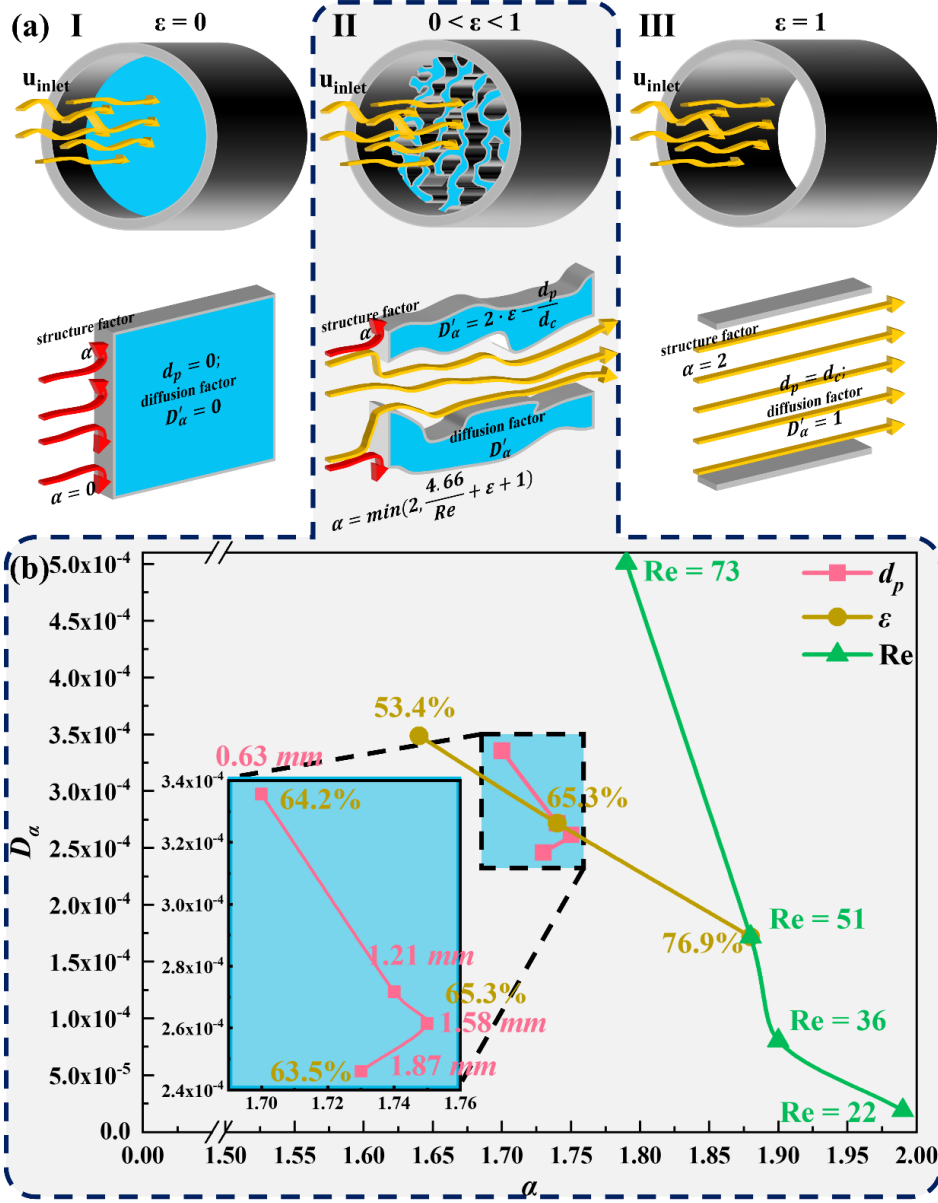 (a) I ε = 0 II 0 < ε < 1 III ε = 1
u_inlet u_inlet u_inlet
structure factor
α
d_p = 0;
diffusion factor
D'_α = 0
α = 0
structure factor
α
D'_α = 2 · ε − d_p/d_c
diffusion factor
D'_α
α = min(2, 4.66/Re + ε + 1)
structure factor
α = 2
d_p = d_c;
diffusion factor
D'_α = 1
(b)
5.0x10⁻⁴
4.5x10⁻⁴
4.0x10⁻⁴
3.5x10⁻⁴
3.0x10⁻⁴
2.5x10⁻⁴
2.0x10⁻⁴
1.5x10⁻⁴
1.0x10⁻⁴
5.0x10⁻⁵
0.0
D_α
Re = 73
d_p
ε
Re
53.4%
65.3%
76.9%
Re = 51
Re = 36
Re = 22
0.63 mm
3.4x10⁻⁴
3.2x10⁻⁴
3.0x10⁻⁴
2.8x10⁻⁴
2.6x10⁻⁴
2.4x10⁻⁴
64.2%
1.21 mm
65.3%
1.58 mm
1.87 mm
63.5%
1.70 1.72 1.74 1.76
0.00 1.50 1.55 1.60 1.65 1.70 1.75 1.80 1.85 1.90 1.95 2.00
α